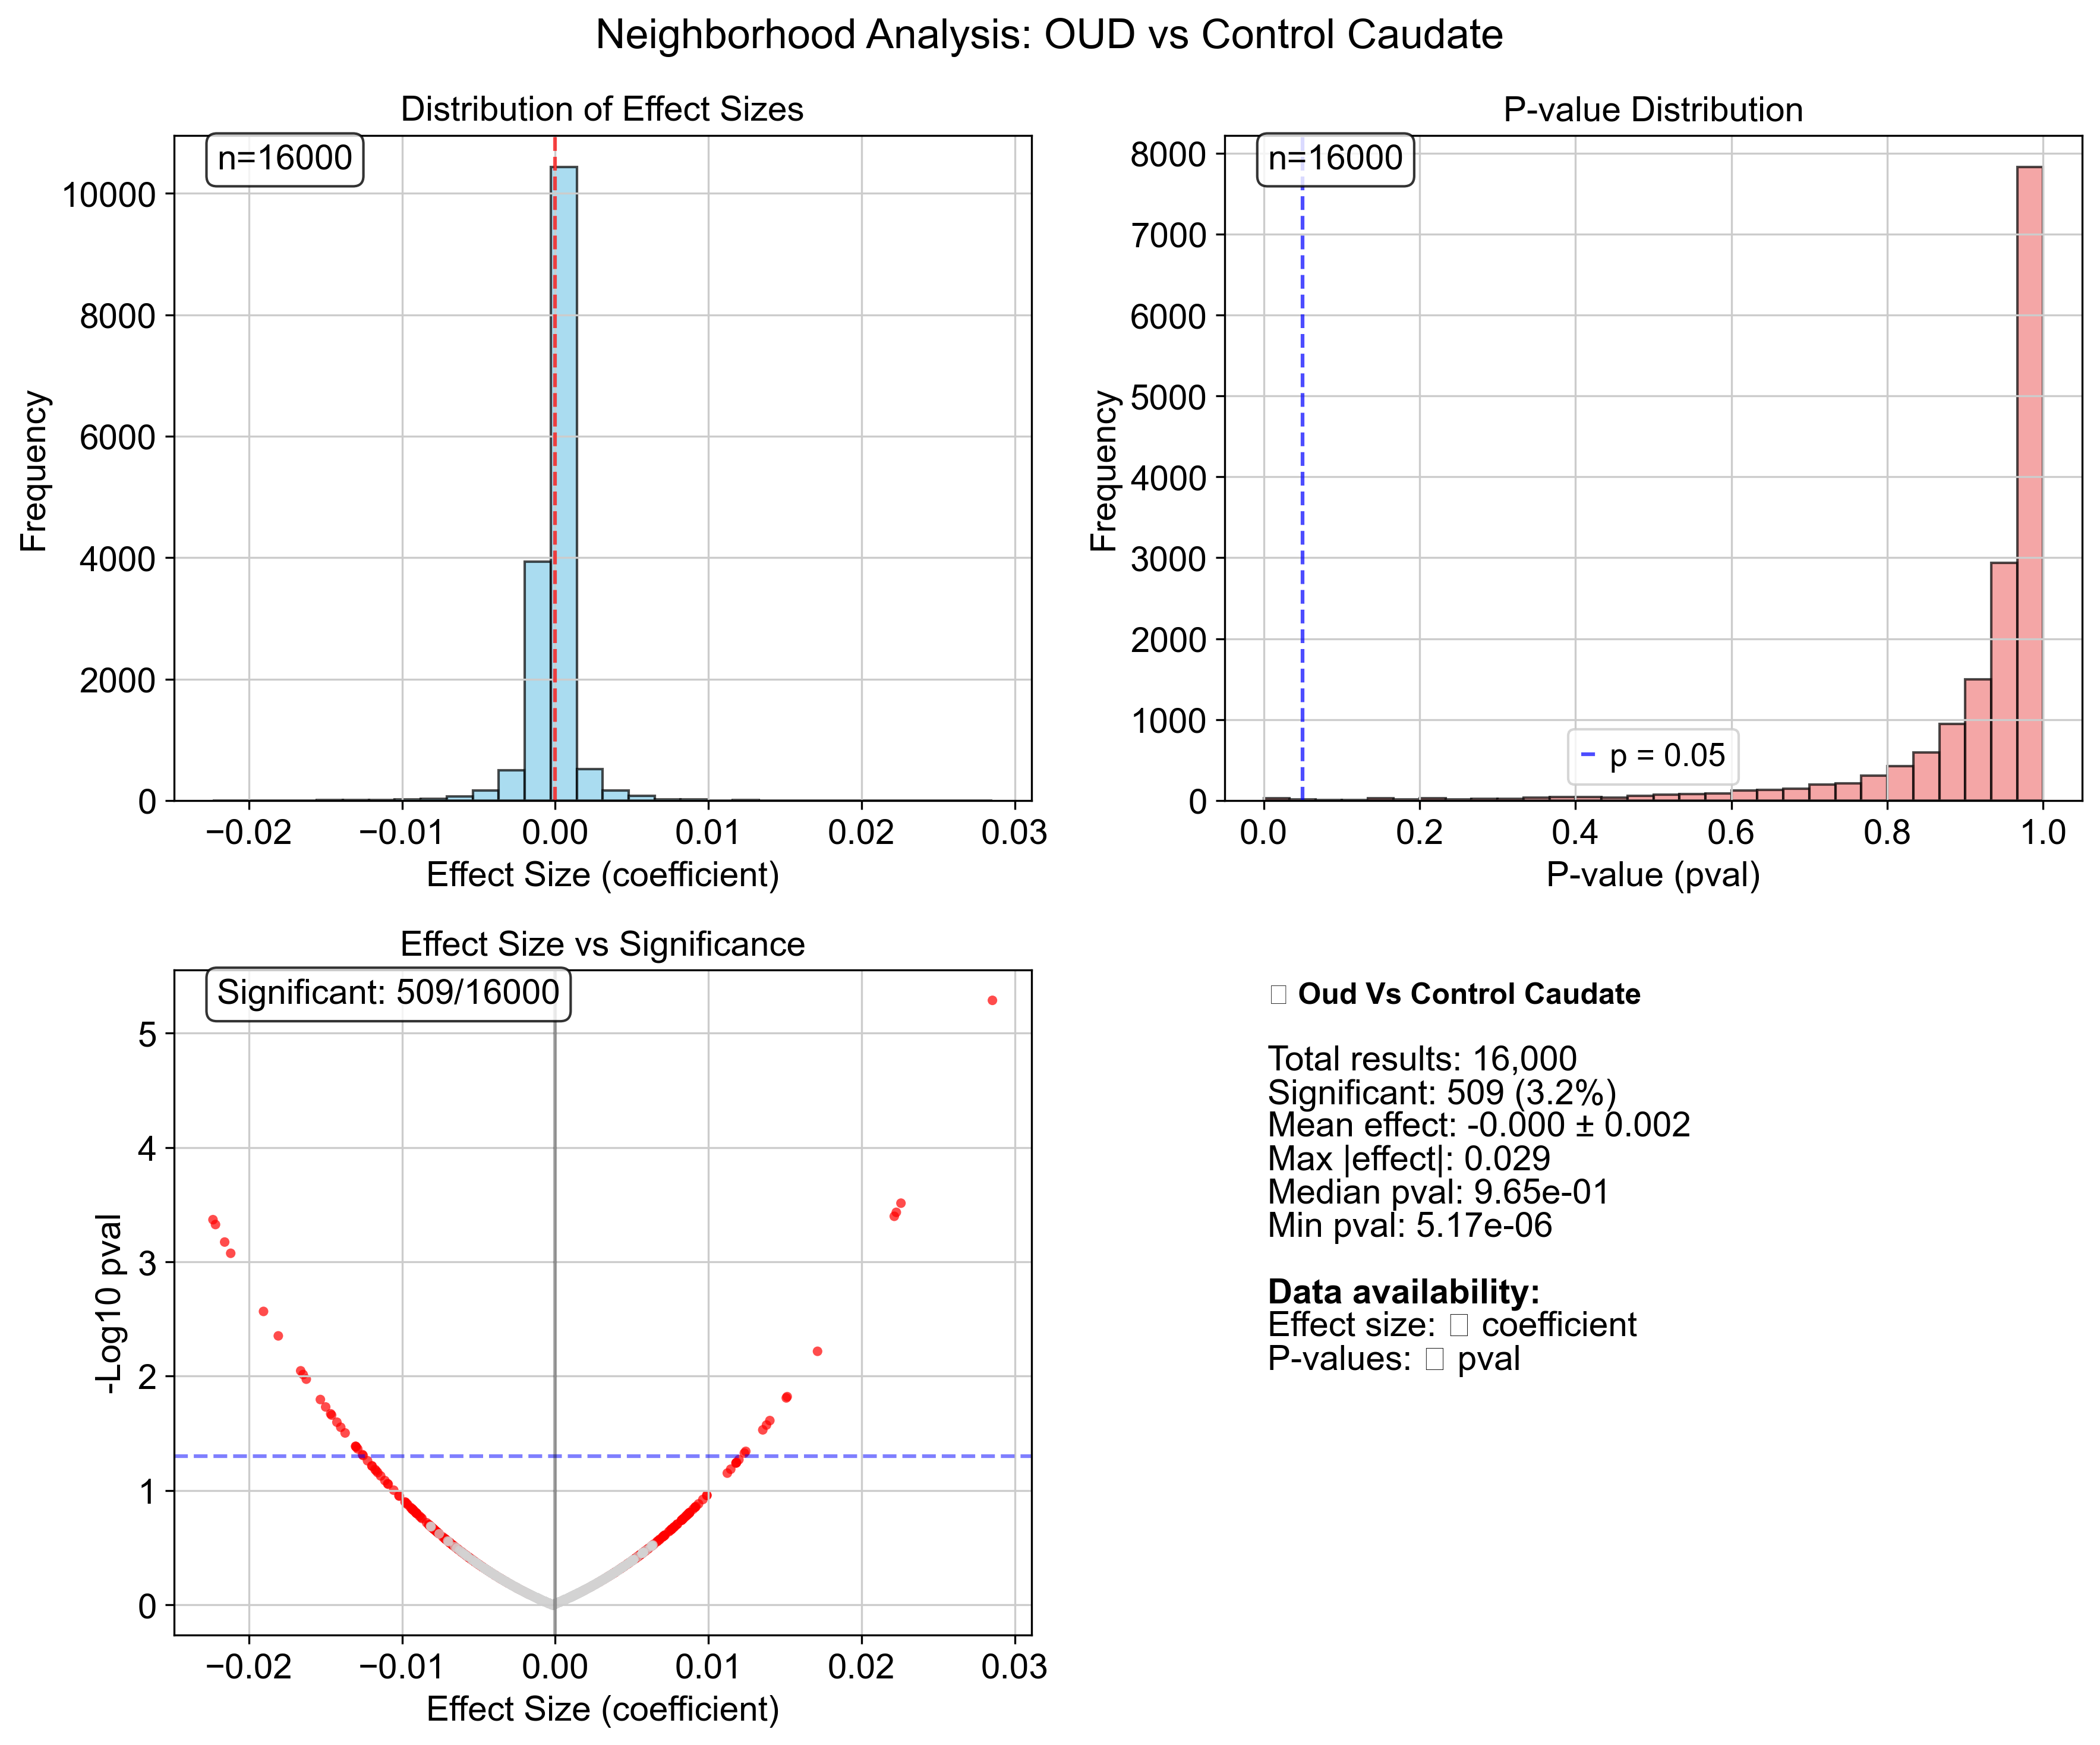 Neighborhood Analysis: OUD vs Control Caudate
Distribution of Effect Sizes
n=16000
10000
8000
6000
4000
2000
0
Frequency
−0.02
−0.01
0.00
0.01
0.02
0.03
Effect Size (coefficient)
P-value Distribution
n=16000
8000
7000
6000
5000
4000
3000
2000
1000
0
Frequency
p = 0.05
0.0
0.2
0.4
0.6
0.8
1.0
P-value (pval)
Effect Size vs Significance
Significant: 509/16000
5
4
3
2
1
0
-Log10 pval
−0.02
−0.01
0.00
0.01
0.02
0.03
Effect Size (coefficient)
Oud Vs Control Caudate
Total results: 16,000
Significant: 509 (3.2%)
Mean effect: -0.000 ± 0.002
Max |effect|: 0.029
Median pval: 9.65e-01
Min pval: 5.17e-06
Data availability:
Effect size: □ coefficient
P-values: □ pval